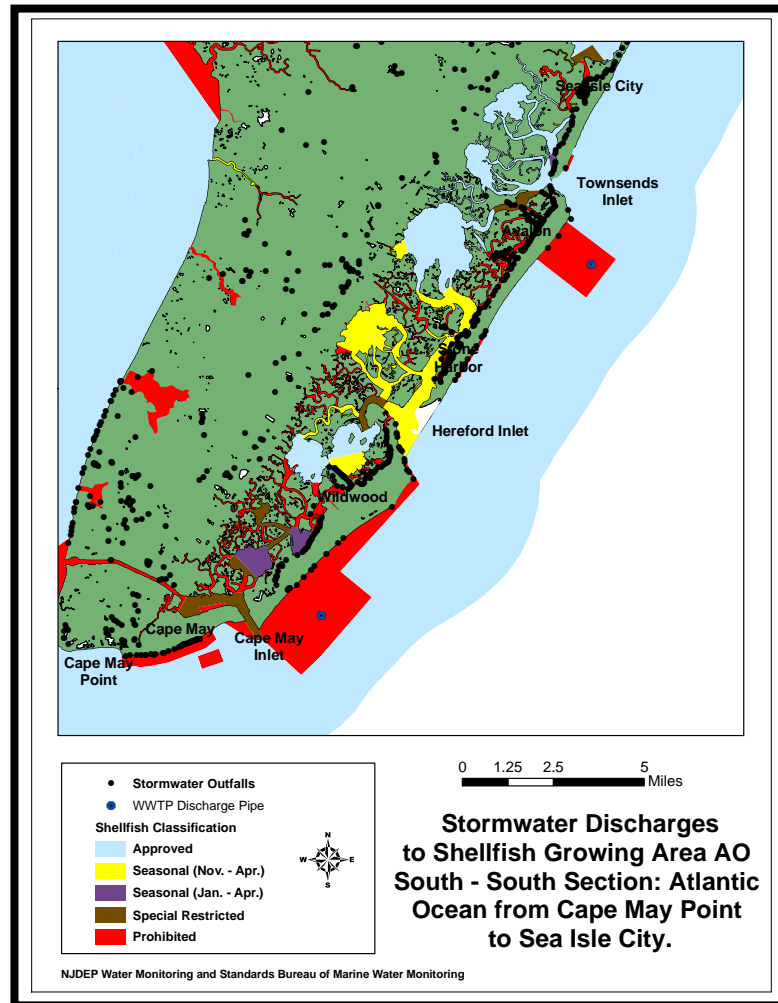 Sea Isle City
Townsends
Inlet
Avalon
Stone
Harbor
Hereford Inlet
Wildwood
Cape May
Cape May
Inlet
Cape May
Point
Stormwater Outfalls
WWTP Discharge Pipe
Shellfish Classification
Approved
Seasonal (Nov. - Apr.)
Seasonal (Jan. - Apr.)
Special Restricted
Prohibited
N
W E
S
0 1.25 2.5 5
Miles
Stormwater Discharges
to Shellfish Growing Area AO
South - South Section: Atlantic
Ocean from Cape May Point
to Sea Isle City.
NJDEP Water Monitoring and Standards Bureau of Marine Water Monitoring